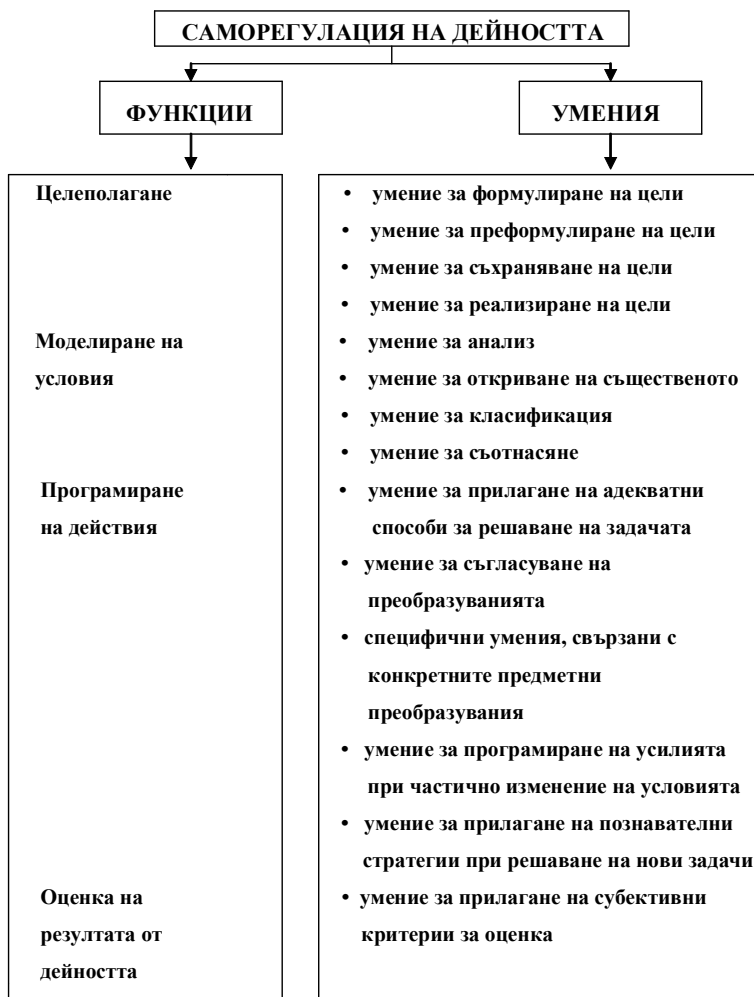 САМОРЕГУЛАЦИЯ НА ДЕЙНОСТТА
ФУНКЦИИ
УМЕНИЯ
Целеполагане
• умение за формулиране на цели
• умение за преформулиране на цели
• умение за съхраняване на цели
• умение за реализиране на цели
Моделиране на
условия
• умение за анализ
• умение за откриване на същественото
• умение за класификация
• умение за съотнасяне
Програмиране
на действия
• умение за прилагане на адекватни
способи за решаване на задачата
• умение за съгласуване на
преобразуванията
• специфични умения, свързани с
конкретните предметни
преобразувания
• умение за програмиране на усилията
при частично изменение на условията
• умение за прилагане на познавателни
стратегии при решаване на нови задачи
Оценка на
резултата от
дейността
• умение за прилагане на субективни
критерии за оценка